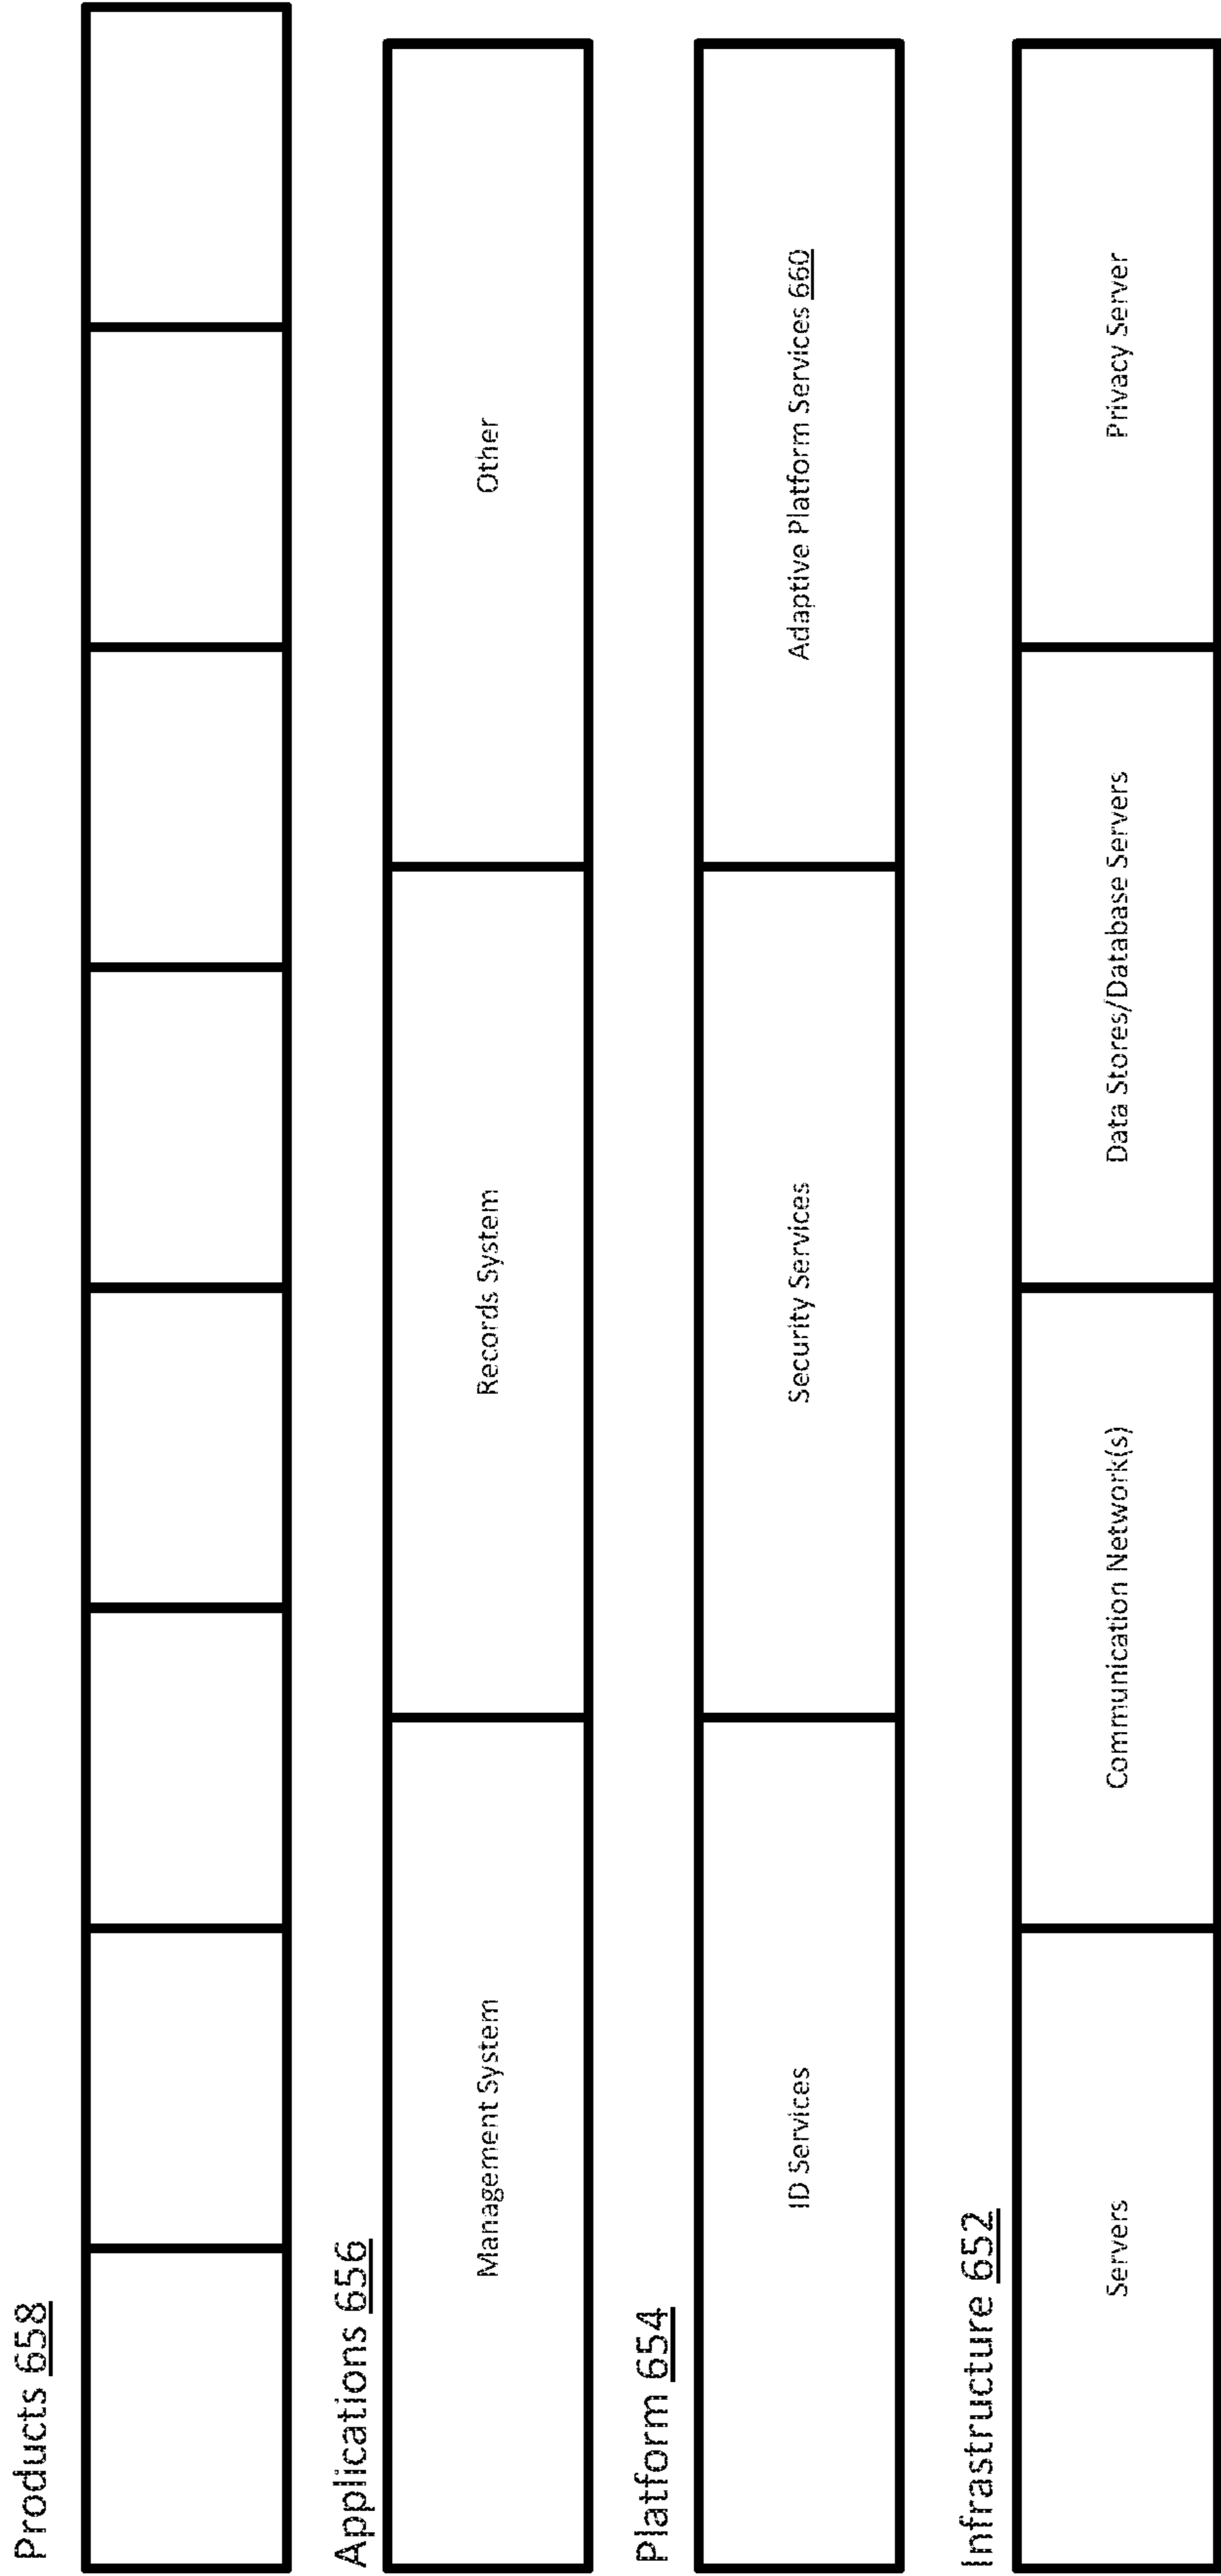 Products 658
Applications 656
Management System
Records System
Other
Platform 654
ID Services
Security Services
Adaptive Platform Services 660
Infrastructure 652
Servers
Communication Network(s)
Data Stores/Database Servers
Privacy Server